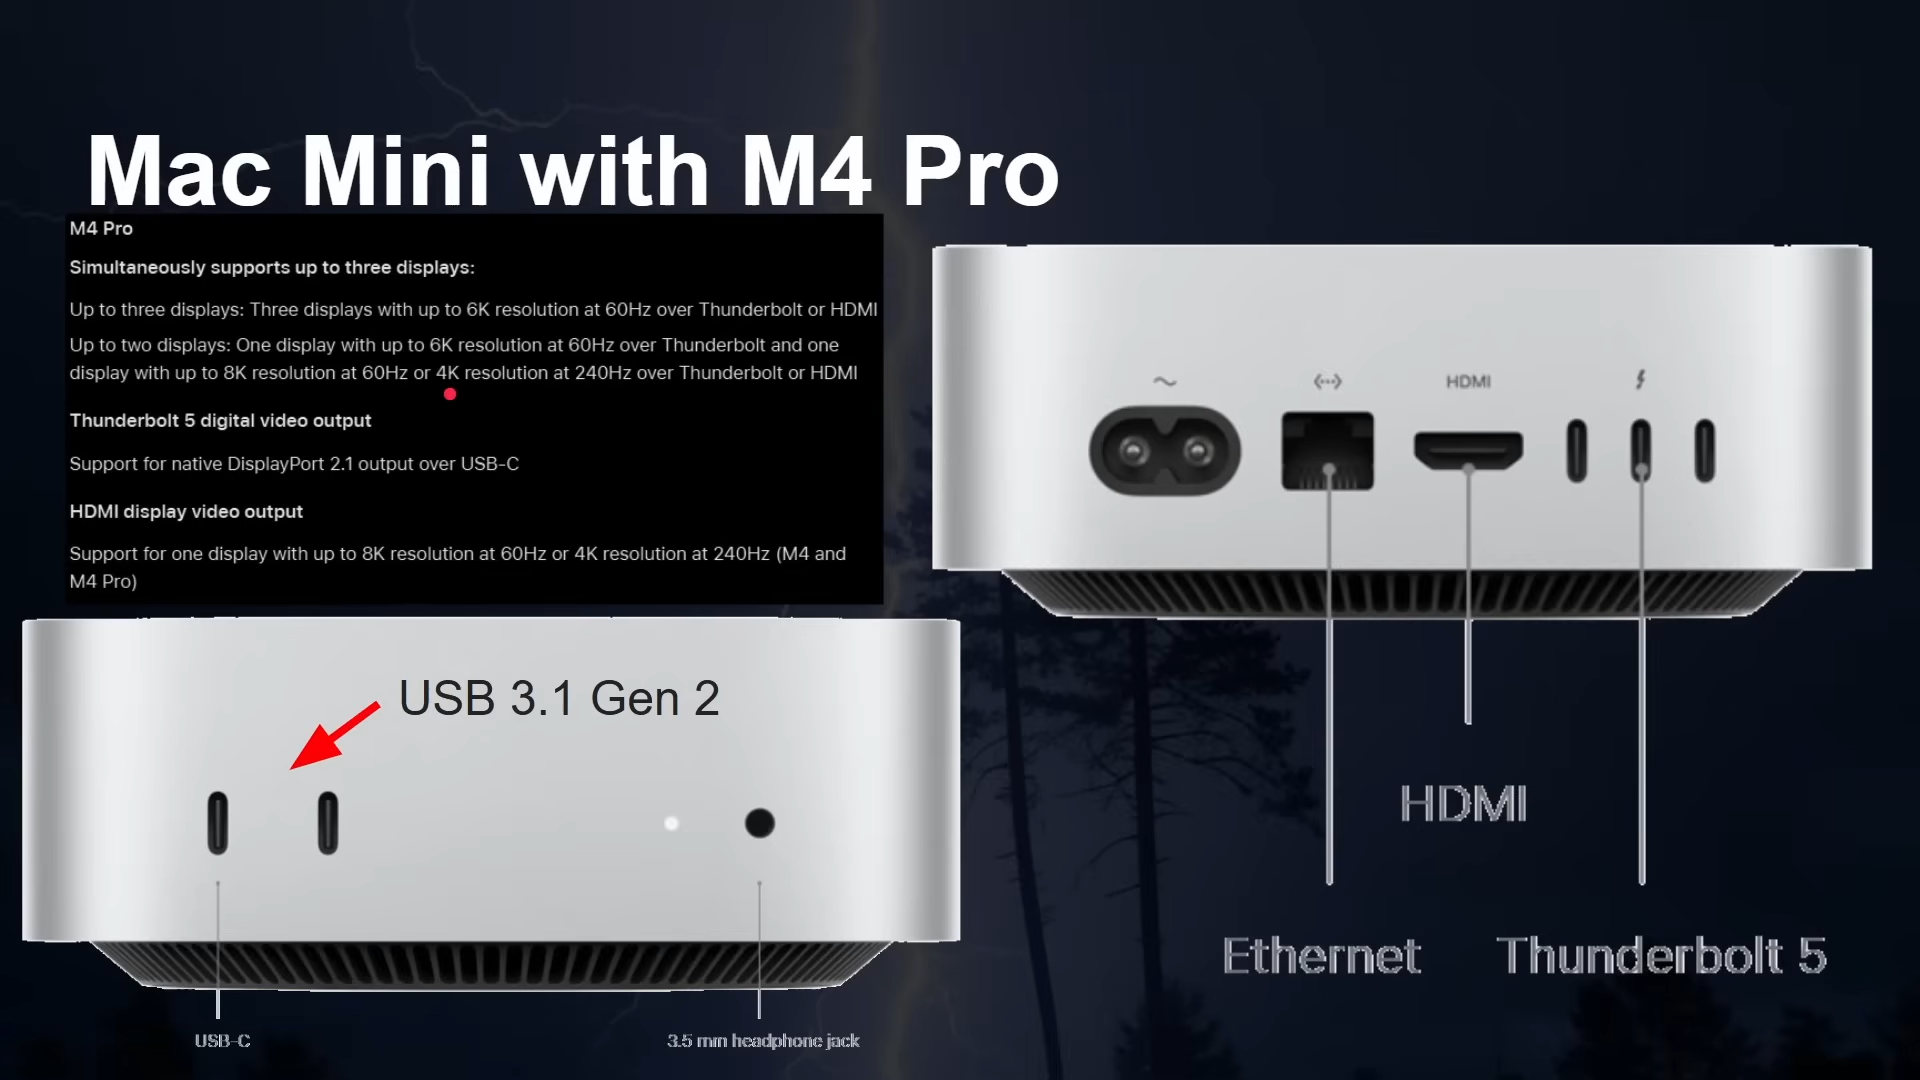 Mac Mini with M4 Pro
M4 Pro
Simultaneously supports up to three displays:
Up to three displays: Three displays with up to 6K resolution at 60Hz over Thunderbolt or HDMI
Up to two displays: One display with up to 6K resolution at 60Hz over Thunderbolt and one
display with up to 8K resolution at 60Hz or 4K resolution at 240Hz over Thunderbolt or HDMI
Thunderbolt 5 digital video output
Support for native DisplayPort 2.1 output over USB-C
HDMI display video output
Support for one display with up to 8K resolution at 60Hz or 4K resolution at 240Hz (M4 and
M4 Pro)
HDMI
HDMI
Ethernet
Thunderbolt 5
USB 3.1 Gen 2
USB-C
3.5 mm headphone jack